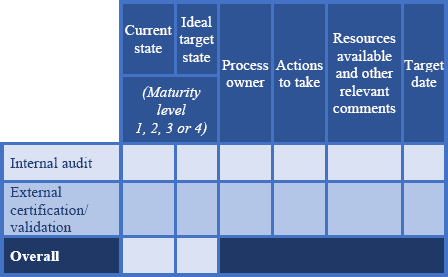 Current
state
Ideal
target
state
(Maturity
level
1, 2, 3 or 4)
Process
owner
Actions
to take
Resources
available
and other
relevant
comments
Target
date
Internal audit
External
certification/
validation
Overall